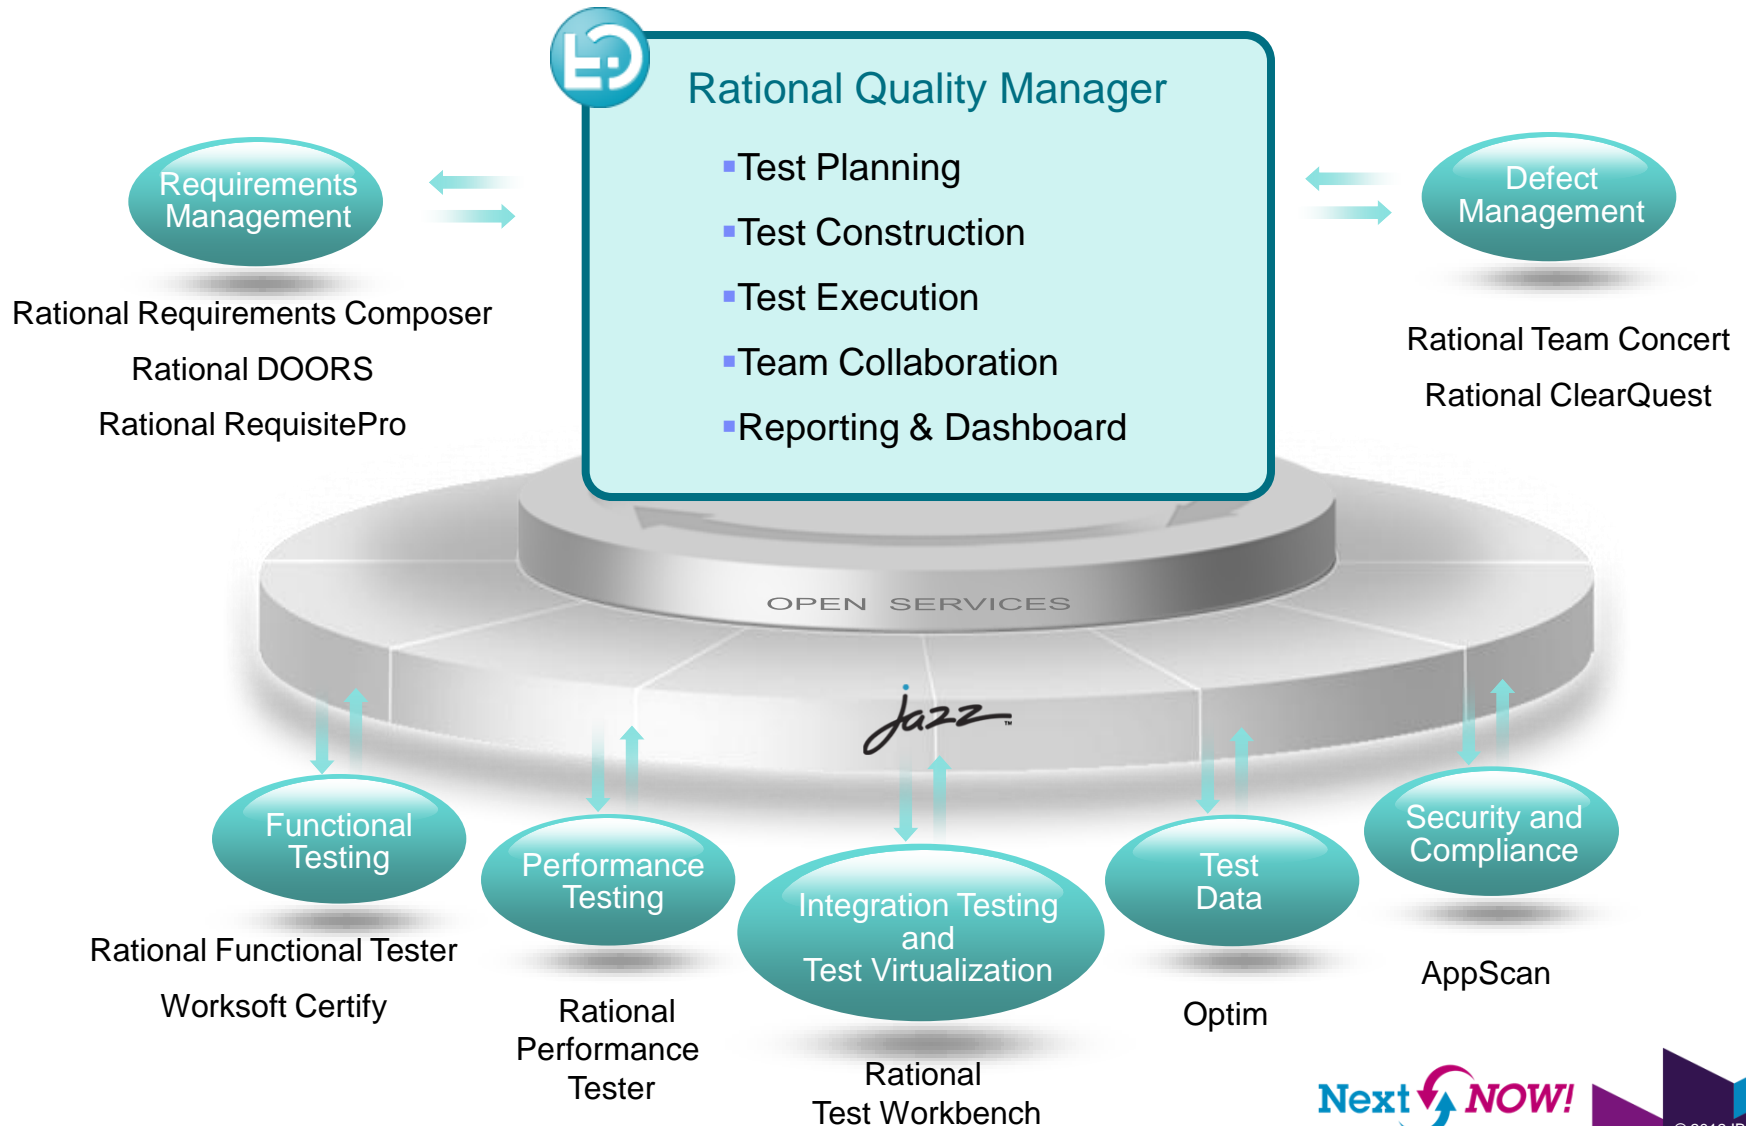 Rational Quality Manager
▪Test Planning
▪Test Construction
▪Test Execution
▪Team Collaboration
▪Reporting & Dashboard
Requirements
Management
Rational Requirements Composer
Rational DOORS
Rational RequisitePro
Defect
Management
Rational Team Concert
Rational ClearQuest
OPEN SERVICES
jazz™
Functional
Testing
Rational Functional Tester
Worksoft Certify
Performance
Testing
Rational
Performance
Tester
Integration Testing
and
Test Virtualization
Rational
Test Workbench
Test
Data
Optim
Security and
Compliance
AppScan
Next NOW!